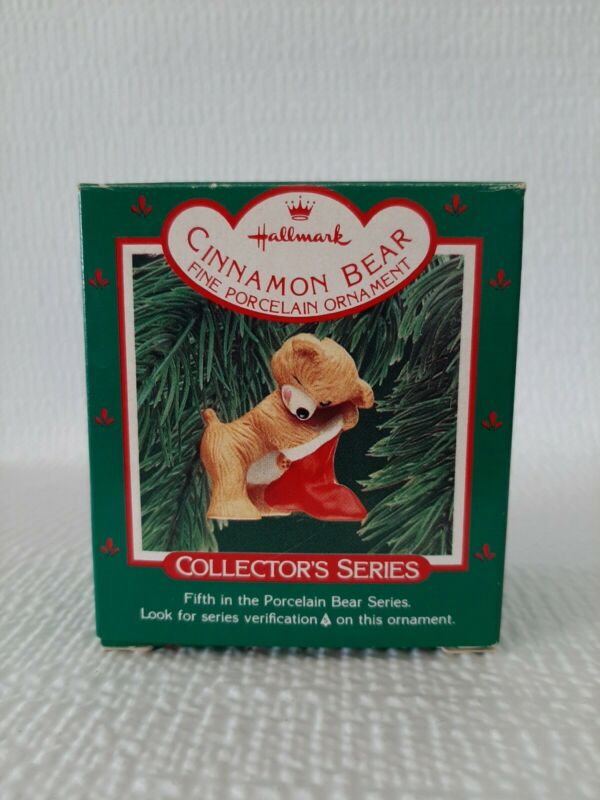 Hallmark
CINNAMON BEAR
FINE PORCELAIN ORNAMENT
COLLECTOR'S SERIES
Fifth in the Porcelain Bear Series.
Look for series verification on this ornament.